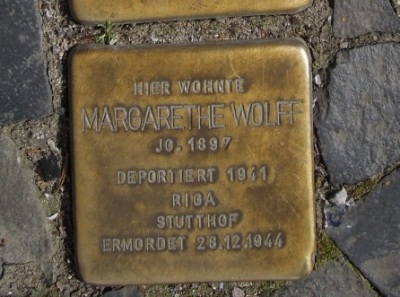 HIER WOHNTE
MARGARETHE WOLFF
JG. 1897
DEPORTIERT 1941
RIGA
STUTTHOF
ERMORDET 28.12.1944